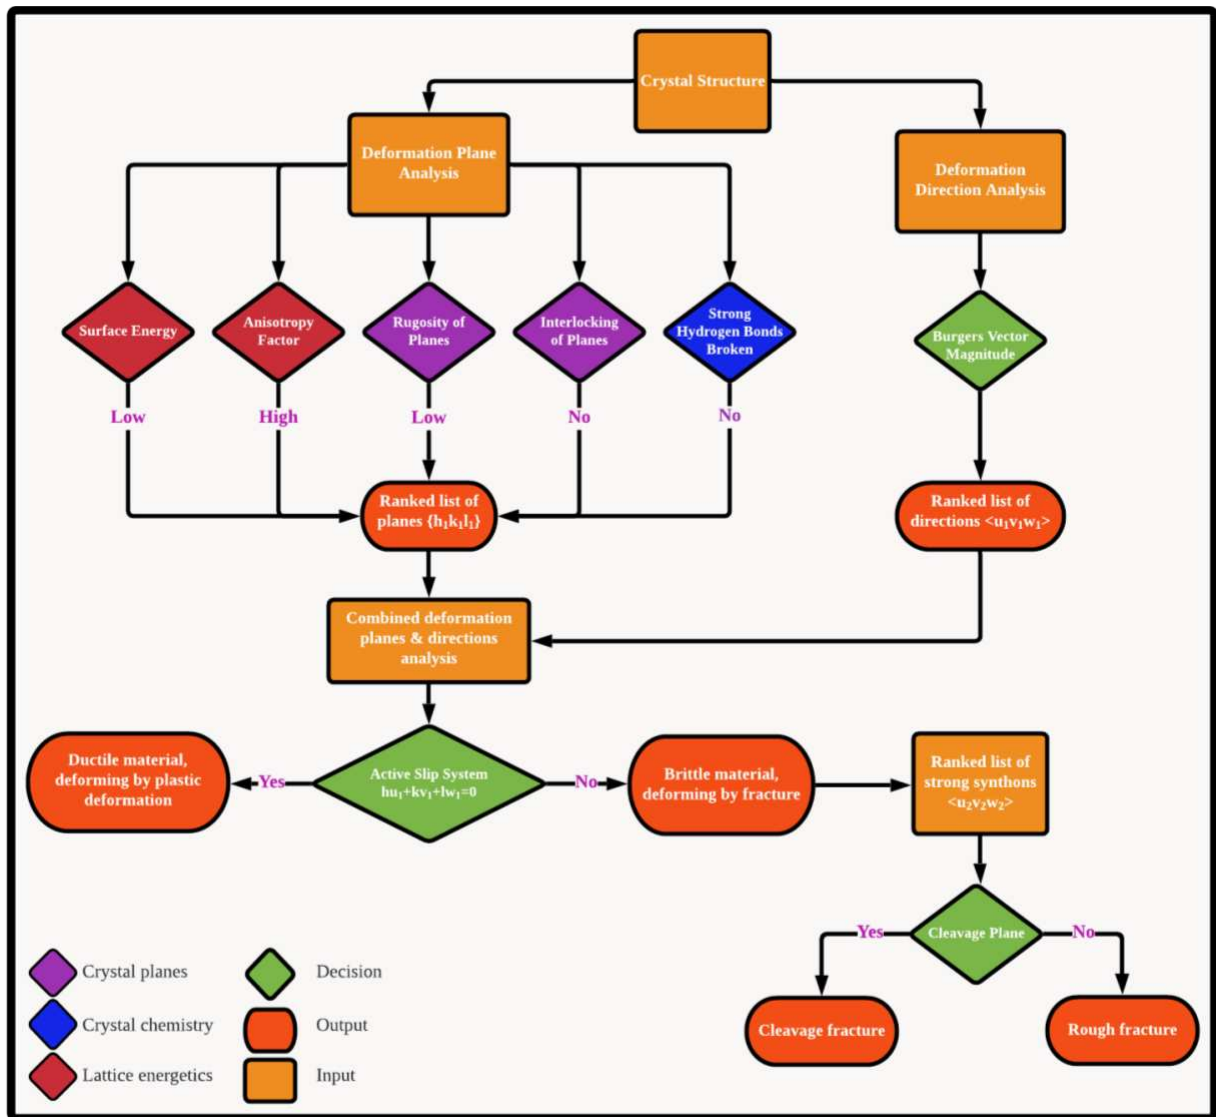 Crystal Structure
Deformation Plane
Analysis
Deformation
Direction Analysis
Surface Energy
Anisotropy
Factor
Rugosity of
Planes
Interlocking
of Planes
Strong
Hydrogen Bonds
Broken
Burgers Vector
Magnitude
Low
High
Low
No
No
Ranked list of
planes {h₁k₁l₁}
Ranked list of
directions <u₁v₁w₁>
Combined deformation
planes & directions
analysis
Ductile material,
deforming by plastic
deformation
Yes
Active Slip System
hu₁+kv₁+lw₁=0
No
Brittle material,
deforming by fracture
Ranked list of
strong synthons
<u₂v₂w₂>
Yes
Cleavage Plane
No
Cleavage fracture
Rough fracture
Crystal planes
Decision
Crystal chemistry
Output
Lattice energetics
Input